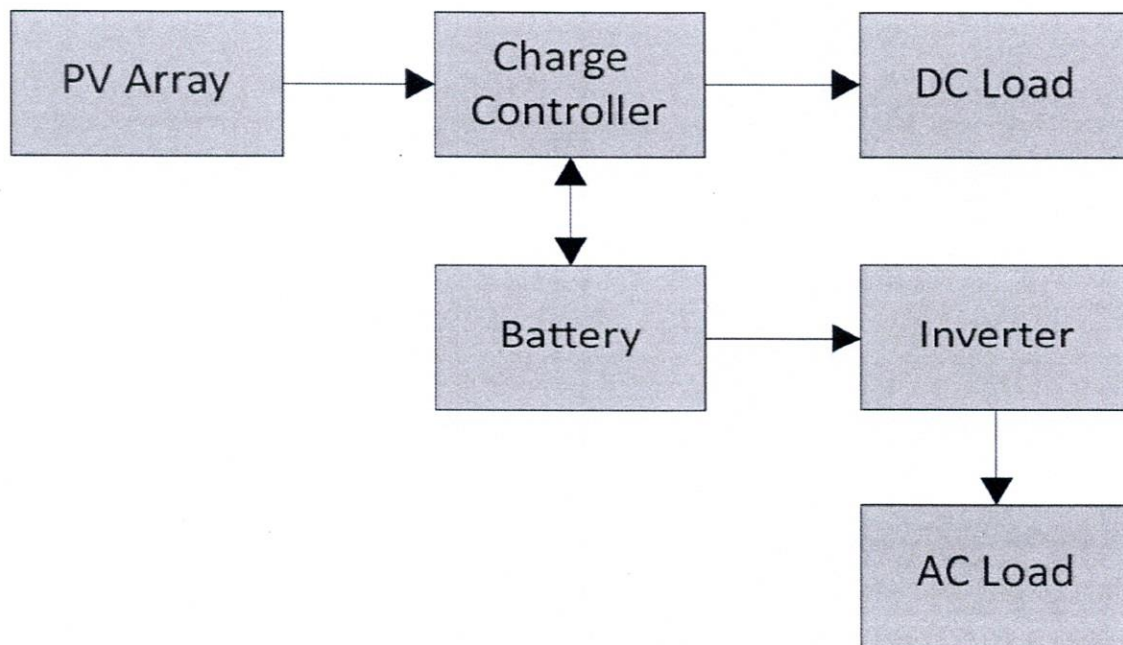 PV Array
Charge
Controller
DC Load
Battery
Inverter
AC Load